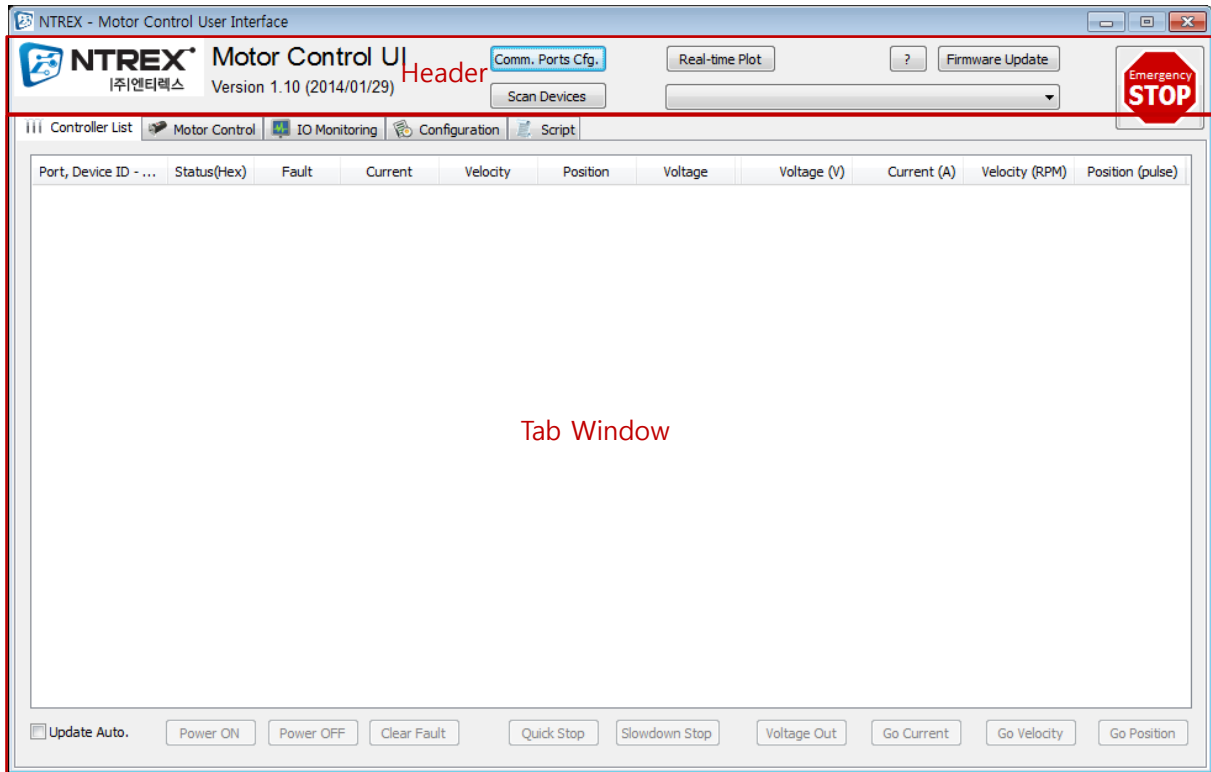 NTREX - Motor Control User Interface
NTREX
|주|엔티렉스
Motor Control UI
Version 1.10 (2014/01/29)
Header
Comm. Ports Cfg.
Real-time Plot
?
Firmware Update
Scan Devices
Emergency
STOP
Controller List
Motor Control
IO Monitoring
Configuration
Script
Port, Device ID - ...
Status(Hex)
Fault
Current
Velocity
Position
Voltage
Voltage (V)
Current (A)
Velocity (RPM)
Position (pulse)
Tab Window
Update Auto.
Power ON
Power OFF
Clear Fault
Quick Stop
Slowdown Stop
Voltage Out
Go Current
Go Velocity
Go Position